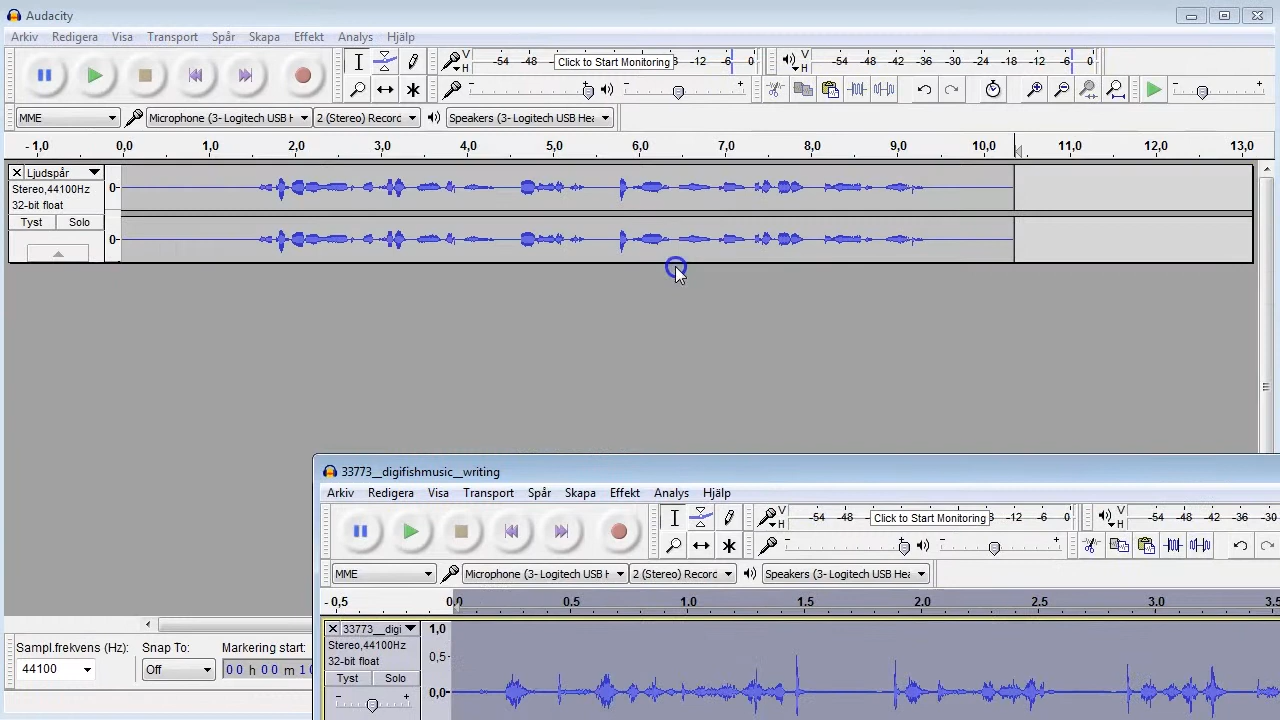 Audacity
Arkiv Redigera Visa Transport Spår Skapa Effekt Analys Hjälp
-54 -48 Click to Start Monitoring -12 -6 0
-54 -48 -42 -36 -30 -24 -18 -12 -6 0
MME Microphone (3- Logitech USB H 2 (Stereo) Record Speakers (3- Logitech USB Hea
- 1,0 0,0 1,0 2,0 3,0 4,0 5,0 6,0 7,0 8,0 9,0 10,0 11,0 12,0 13,0
Ljudspår
Stereo,44100Hz
32-bit float
Tyst Solo
0-
0-
33773__digifishmusic__writing
Arkiv Redigera Visa Transport Spår Skapa Effekt Analys Hjälp
-54 -48 Click to Start Monitoring -12 -6 0
-54 -48 -42 -36 -30
MME Microphone (3- Logitech USB H 2 (Stereo) Record Speakers (3- Logitech USB Hea
- 0,5 0,0 0,5 1,0 1,5 2,0 2,5 3,0 3,5
33773__digi
Stereo,44100Hz
32-bit float
Tyst Solo
1,0
0,5-
0,0-
Sampl.frekvens (Hz): Snap To: Markering start:
44100 Off 00 h 00 m 1